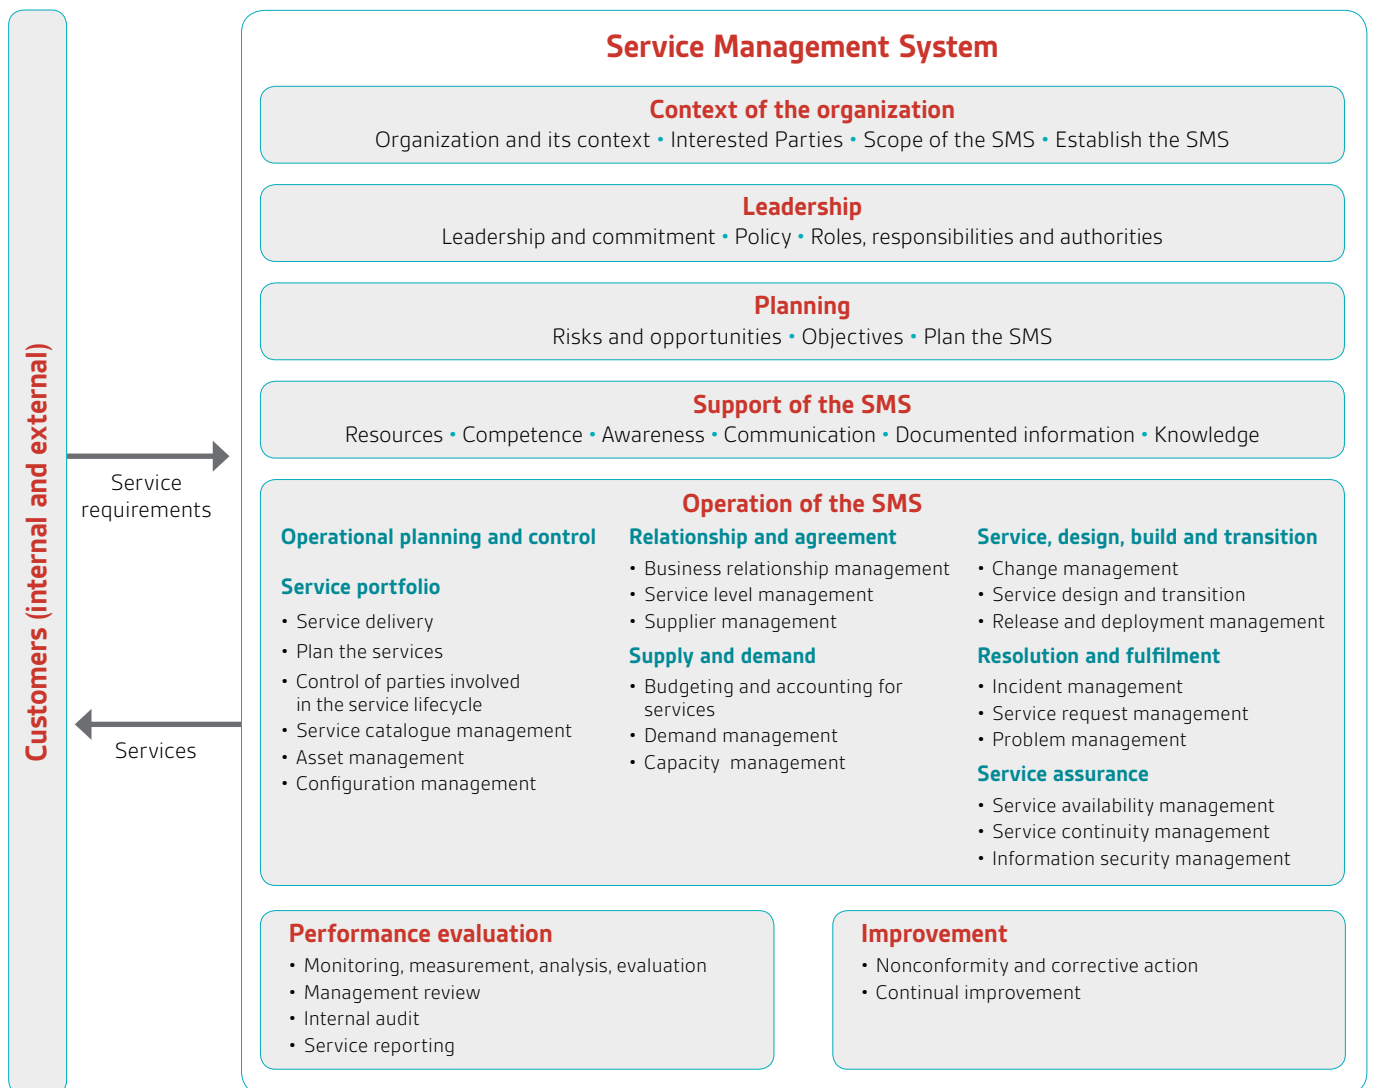 Customers (internal and external)
Service
requirements
Services
Service Management System
Context of the organization
Organization and its context • Interested Parties • Scope of the SMS • Establish the SMS
Leadership
Leadership and commitment • Policy • Roles, responsibilities and authorities
Planning
Risks and opportunities • Objectives • Plan the SMS
Support of the SMS
Resources • Competence • Awareness • Communication • Documented information • Knowledge
Operation of the SMS
Operational planning and control
Service portfolio
• Service delivery
• Plan the services
• Control of parties involved
in the service lifecycle
• Service catalogue management
• Asset management
• Configuration management
Relationship and agreement
• Business relationship management
• Service level management
• Supplier management
Supply and demand
• Budgeting and accounting for
services
• Demand management
• Capacity management
Service, design, build and transition
• Change management
• Service design and transition
• Release and deployment management
Resolution and fulfilment
• Incident management
• Service request management
• Problem management
Service assurance
• Service availability management
• Service continuity management
• Information security management
Performance evaluation
• Monitoring, measurement, analysis, evaluation
• Management review
• Internal audit
• Service reporting
Improvement
• Nonconformity and corrective action
• Continual improvement